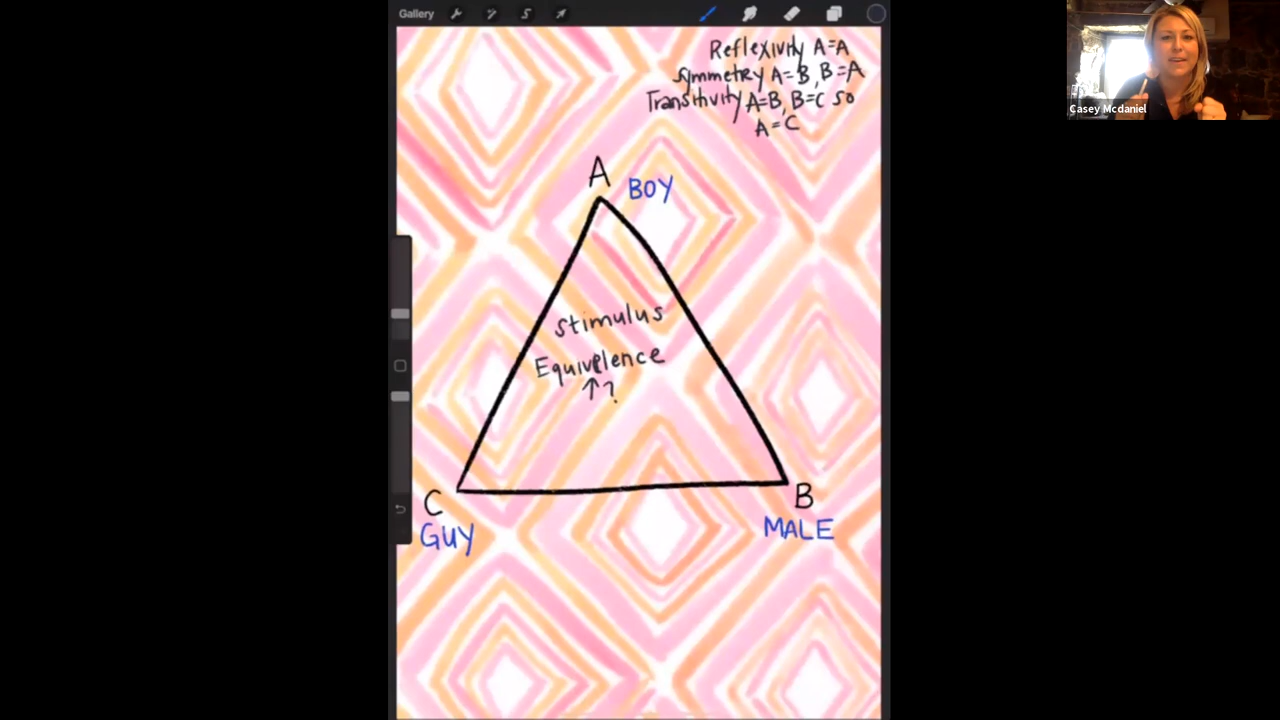 Gallery
Reflexivity A=A
Symmetry A=B, B=A
Transitivity A=B, B=C so
A=C
Casey Mcdaniel
A
BOY
Stimulus
Equivelence
↑?
C
B
GUY
MALE